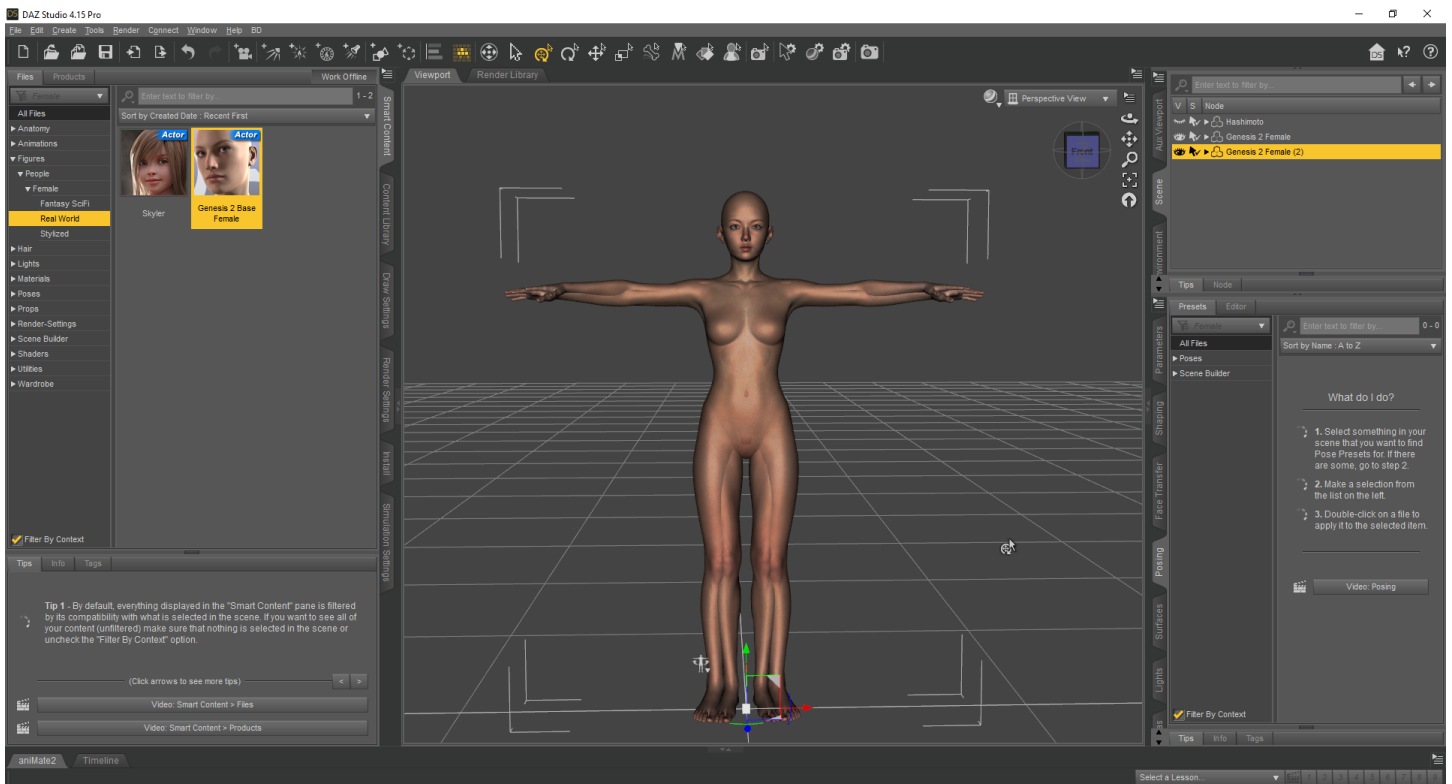 DAZ Studio 4.15 Pro
File Edit Create Tools Render Connect Window Help BD
Files Products Work Offline
Female
Enter text to filter by...
1 - 2
All Files
Sort by Created Date : Recent First
Anatomy
Animations
Figures
People
Female
Fantasy SciFi
Real World
Stylized
Hair
Lights
Materials
Poses
Props
Render-Settings
Scene Builder
Shaders
Utilities
Wardrobe
Filter By Context
Actor
Skyler
Actor
Genesis 2 Base
Female
Tips Info Tags
Tip 1 - By default, everything displayed in the "Smart Content" pane is filtered
by its compatibility with what is selected in the scene. If you want to see all of
your content (unfiltered) make sure that nothing is selected in the scene or
uncheck the "Filter By Context" option.
(Click arrows to see more tips)
< >
Video: Smart Content > Files
Video: Smart Content > Products
Smart Content
Content Library
Draw Settings
Render Settings
Install
Simulation Settings
Viewport Render Library
Perspective View
Front
DS
Aux Viewport
Scene
Enter text to filter by...
V S Node
Hashimoto
Genesis 2 Female
Genesis 2 Female (2)
Tips Node
Parameters
Shaping
Face Transfer
Posing
Surfaces
Lights
Presets Editor
Female
Enter text to filter by...
0 - 0
All Files
Sort by Name : A to Z
Poses
Scene Builder
What do I do?
1. Select something in your
scene that you want to find
Pose Presets for. If there
are some, go to step 2.
2. Make a selection from
the list on the left.
3. Double-click on a file to
apply it to the selected item.
Video: Posing
Filter By Context
Tips Info Tags
aniMate2 Timeline
Select a Lesson...
1 2 3 4 5 6 7 8 9